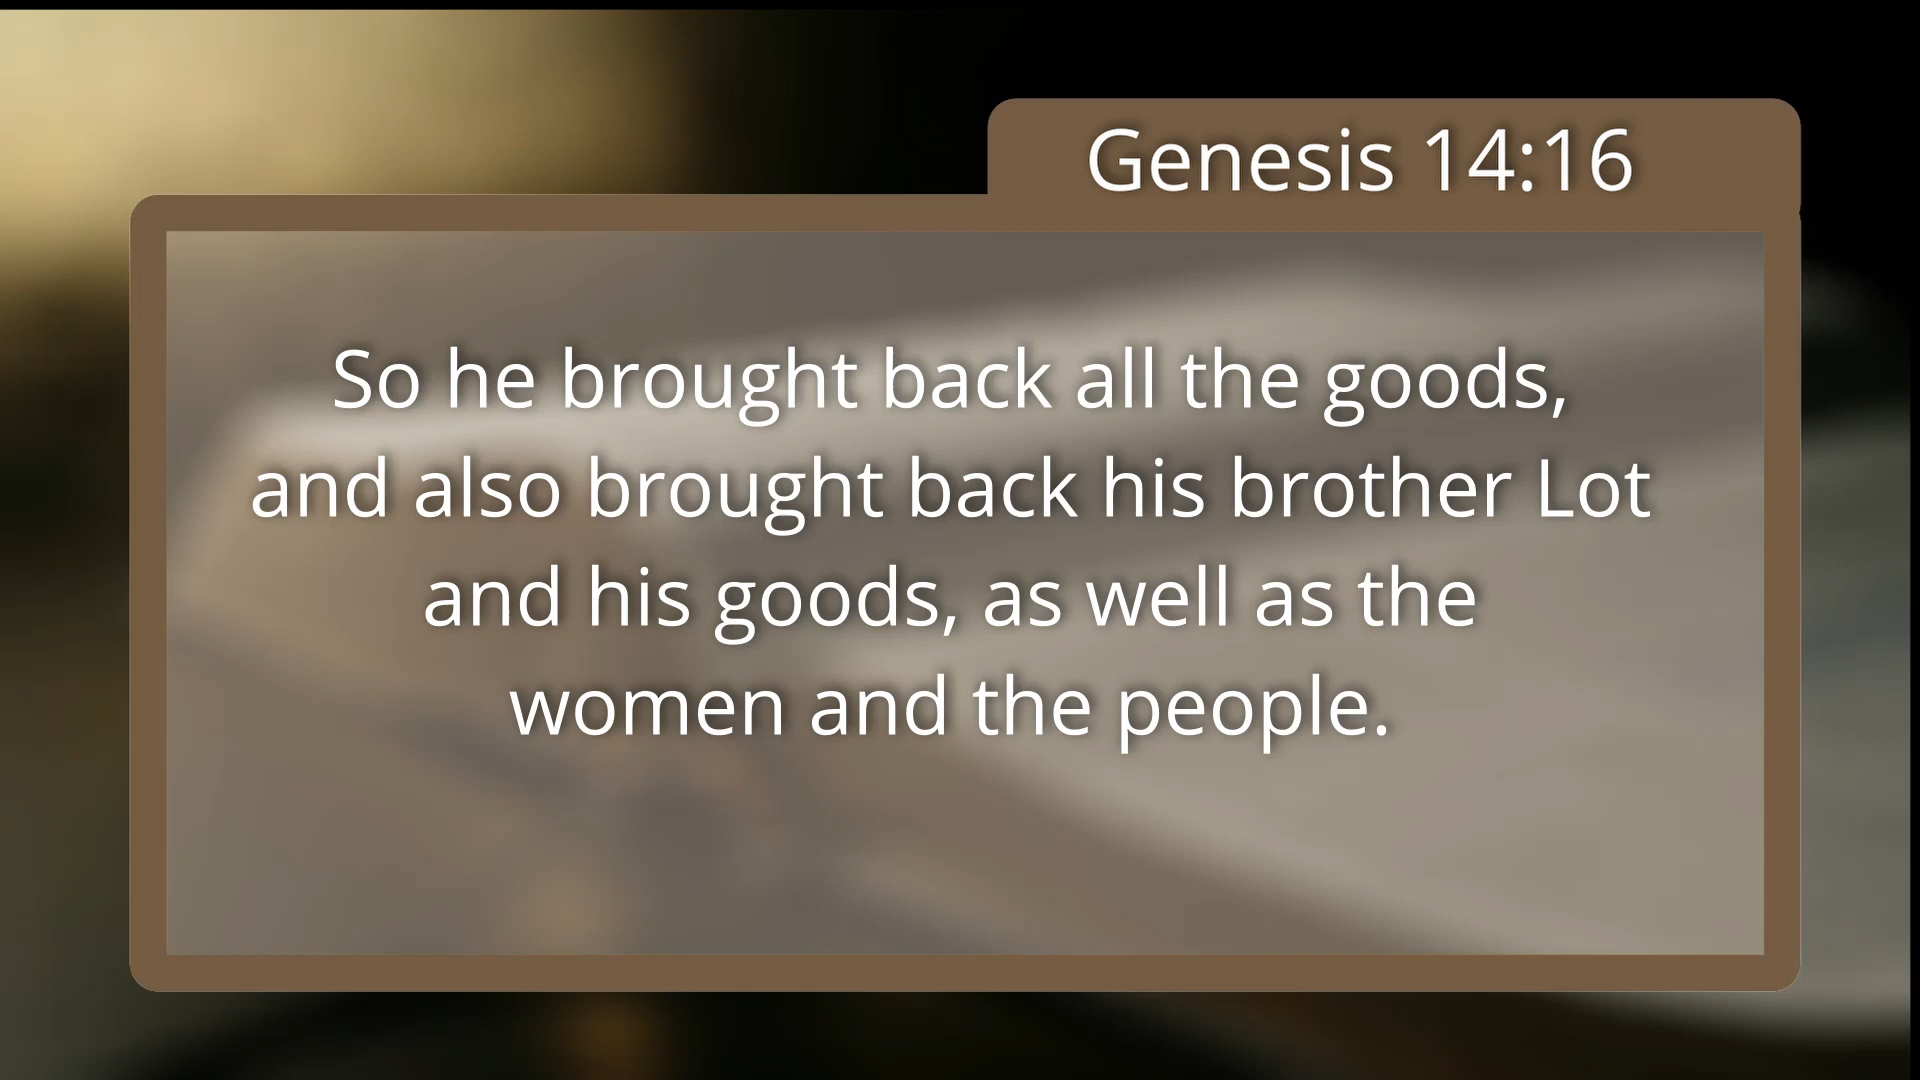 Genesis 14:16
So he brought back all the goods,
and also brought back his brother Lot
and his goods, as well as the
women and the people.